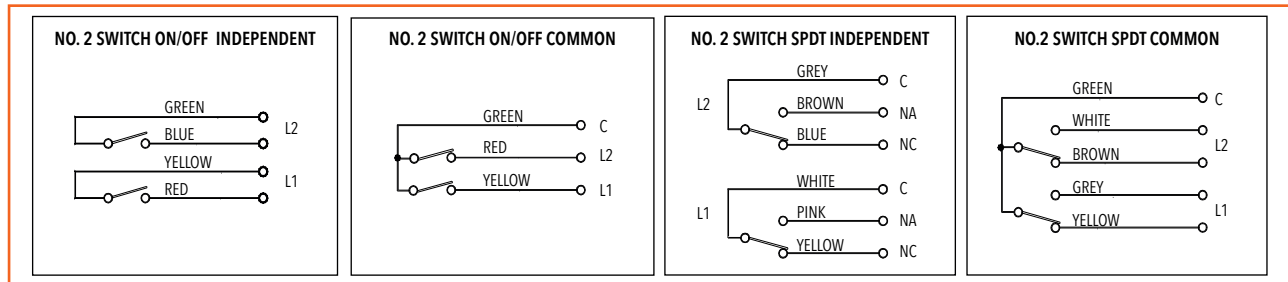 NO. 2 SWITCH ON/OFF INDEPENDENT
GREEN
L2
BLUE
YELLOW
L1
RED
NO. 2 SWITCH ON/OFF COMMON
GREEN
C
RED
L2
YELLOW
L1
NO. 2 SWITCH SPDT INDEPENDENT
GREY
C
L2
BROWN
NA
BLUE
NC
WHITE
C
L1
PINK
NA
YELLOW
NC
NO.2 SWITCH SPDT COMMON
GREEN
C
WHITE
L2
BROWN
GREY
L1
YELLOW